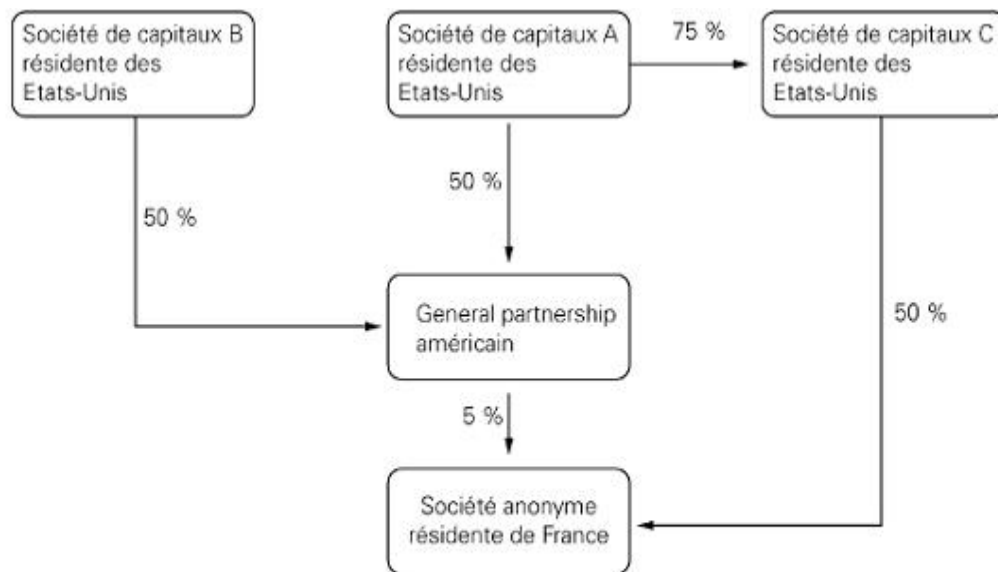 Société de capitaux B
résidente des
Etats-Unis
Société de capitaux A
résidente des
Etats-Unis
75 %
Société de capitaux C
résidente des
Etats-Unis
50 %
50 %
50 %
General partnership
américain
5 %
Société anonyme
résidente de France